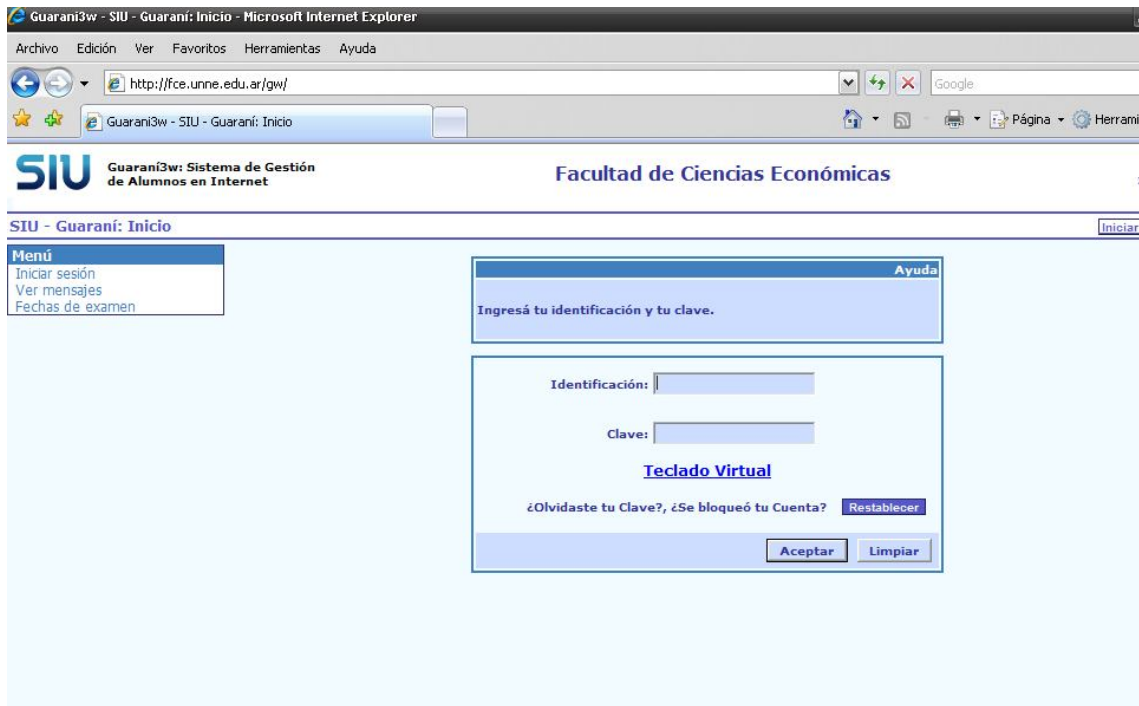 Guarani3w - SIU - Guaraní: Inicio - Microsoft Internet Explorer
Archivo Edición Ver Favoritos Herramientas Ayuda
http://fce.unne.edu.ar/gw/
Google
Guarani3w - SIU - Guaraní: Inicio
Página
Herrami
SIU
Guaraní3w: Sistema de Gestión
de Alumnos en Internet
Facultad de Ciencias Económicas
SIU - Guaraní: Inicio
Iniciar
Menú
Iniciar sesión
Ver mensajes
Fechas de examen
Ayuda
Ingresá tu identificación y tu clave.
Identificación:
Clave:
Teclado Virtual
¿Olvidaste tu Clave?, ¿Se bloqueó tu Cuenta? Restablecer
Aceptar Limpiar